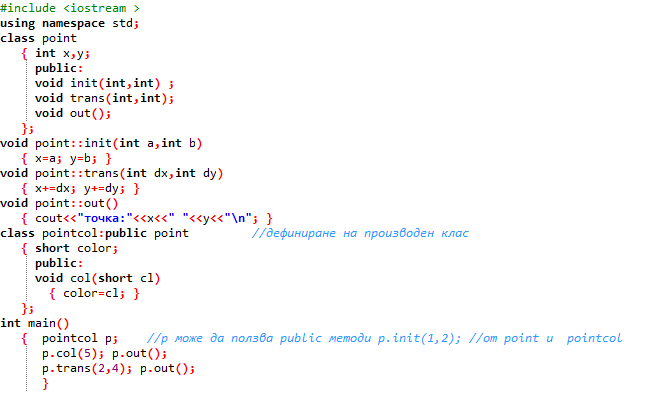 #include <iostream >
using namespace std;
class point
{ int x,y;
public:
void init(int,int) ;
void trans(int,int);
void out();
};
void point::init(int a,int b)
{ x=a; y=b; }
void point::trans(int dx,int dy)
{ x+=dx; y+=dy; }
void point::out()
{ cout<<"точка:"<<x<<" "<<y<<"\n"; }
class pointcol:public point //дефиниране на производен клас
{ short color;
public:
void col(short cl)
{ color=cl; }
};
int main()
{ pointcol p; //p може да ползва public методи p.init(1,2); //от point и pointcol
p.col(5); p.out();
p.trans(2,4); p.out();
}